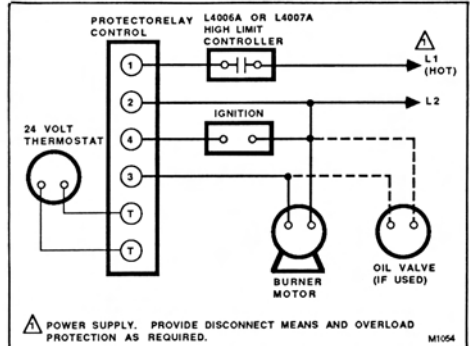 PROTECTORELAY
CONTROL
L4006A OR L4007A
HIGH LIMIT
CONTROLLER
1
1
L1
(HOT)
2
L2
IGNITION
24 VOLT
THERMOSTAT
4
3
T
T
BURNER
MOTOR
OIL VALVE
(IF USED)
1 POWER SUPPLY. PROVIDE DISCONNECT MEANS AND OVERLOAD
PROTECTION AS REQUIRED.
M1054